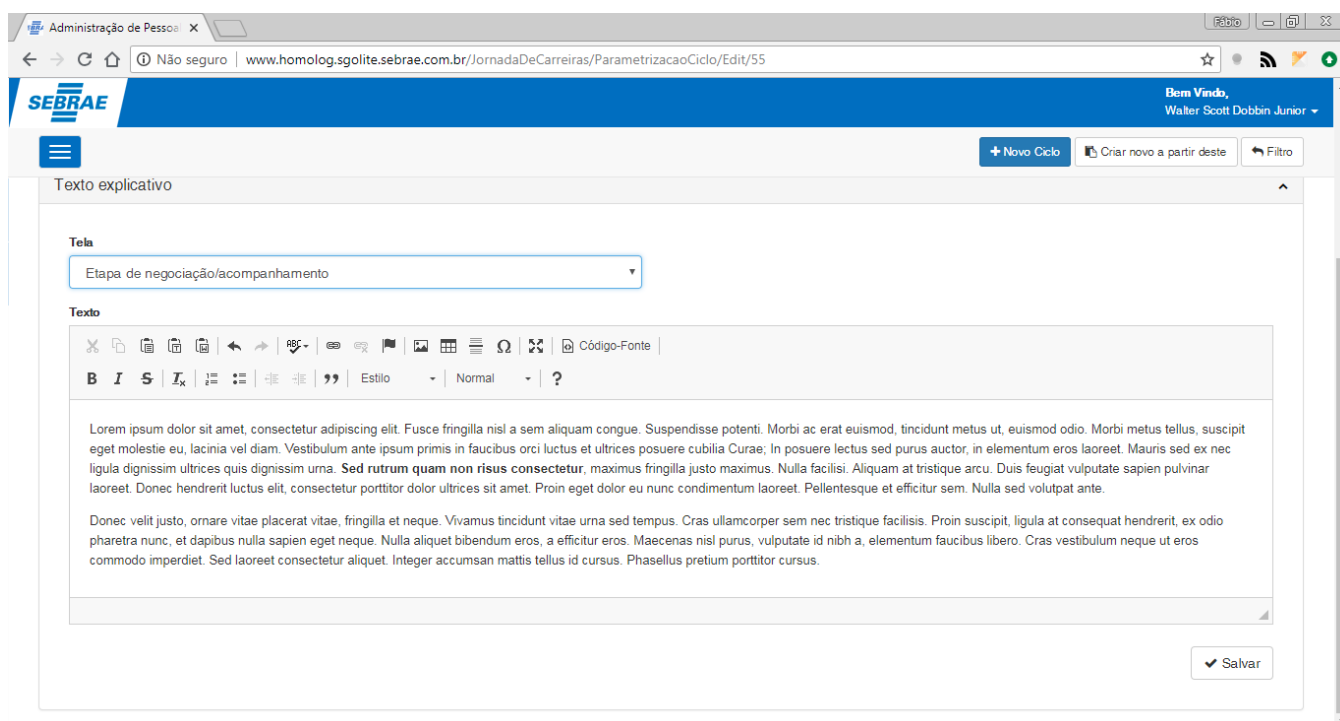 Administração de Pessoal
Fábio
Não seguro | www.homolog.sgolite.sebrae.com.br/JornadaDeCarreiras/ParametrizacaoCiclo/Edit/55
SEBRAE
Bem Vindo,
Walter Scott Dobbin Junior
Novo Ciclo
Criar novo a partir deste
Filtro
Texto explicativo
Tela
Etapa de negociação/acompanhamento
Texto
ABC
Ω
Código-Fonte
B I S Ix
Estilo
Normal
?
Lorem ipsum dolor sit amet, consectetur adipiscing elit. Fusce fringilla nisl a sem aliquam congue. Suspendisse potenti. Morbi ac erat euismod, tincidunt metus ut, euismod odio. Morbi metus tellus, suscipit
eget molestie eu, lacinia vel diam. Vestibulum ante ipsum primis in faucibus orci luctus et ultrices posuere cubilia Curae; In posuere lectus sed purus auctor, in elementum eros laoreet. Mauris sed ex nec
ligula dignissim ultrices quis dignissim urna. Sed rutrum quam non risus consectetur, maximus fringilla justo maximus. Nulla facilisi. Aliquam at tristique arcu. Duis feugiat vulputate sapien pulvinar
laoreet. Donec hendrerit luctus elit, consectetur porttitor dolor ultrices sit amet. Proin eget dolor eu nunc condimentum laoreet. Pellentesque et efficitur sem. Nulla sed volutpat ante.
Donec velit justo, ornare vitae placerat vitae, fringilla et neque. Vivamus tincidunt vitae urna sed tempus. Cras ullamcorper sem nec tristique facilisis. Proin suscipit, ligula at consequat hendrerit, ex odio
pharetra nunc, et dapibus nulla sapien eget neque. Nulla aliquet bibendum eros, a efficitur eros. Maecenas nisl purus, vulputate id nibh a, elementum faucibus libero. Cras vestibulum neque ut eros
commodo imperdiet. Sed laoreet consectetur aliquet. Integer accumsan mattis tellus id cursus. Phasellus pretium porttitor cursus.
Salvar